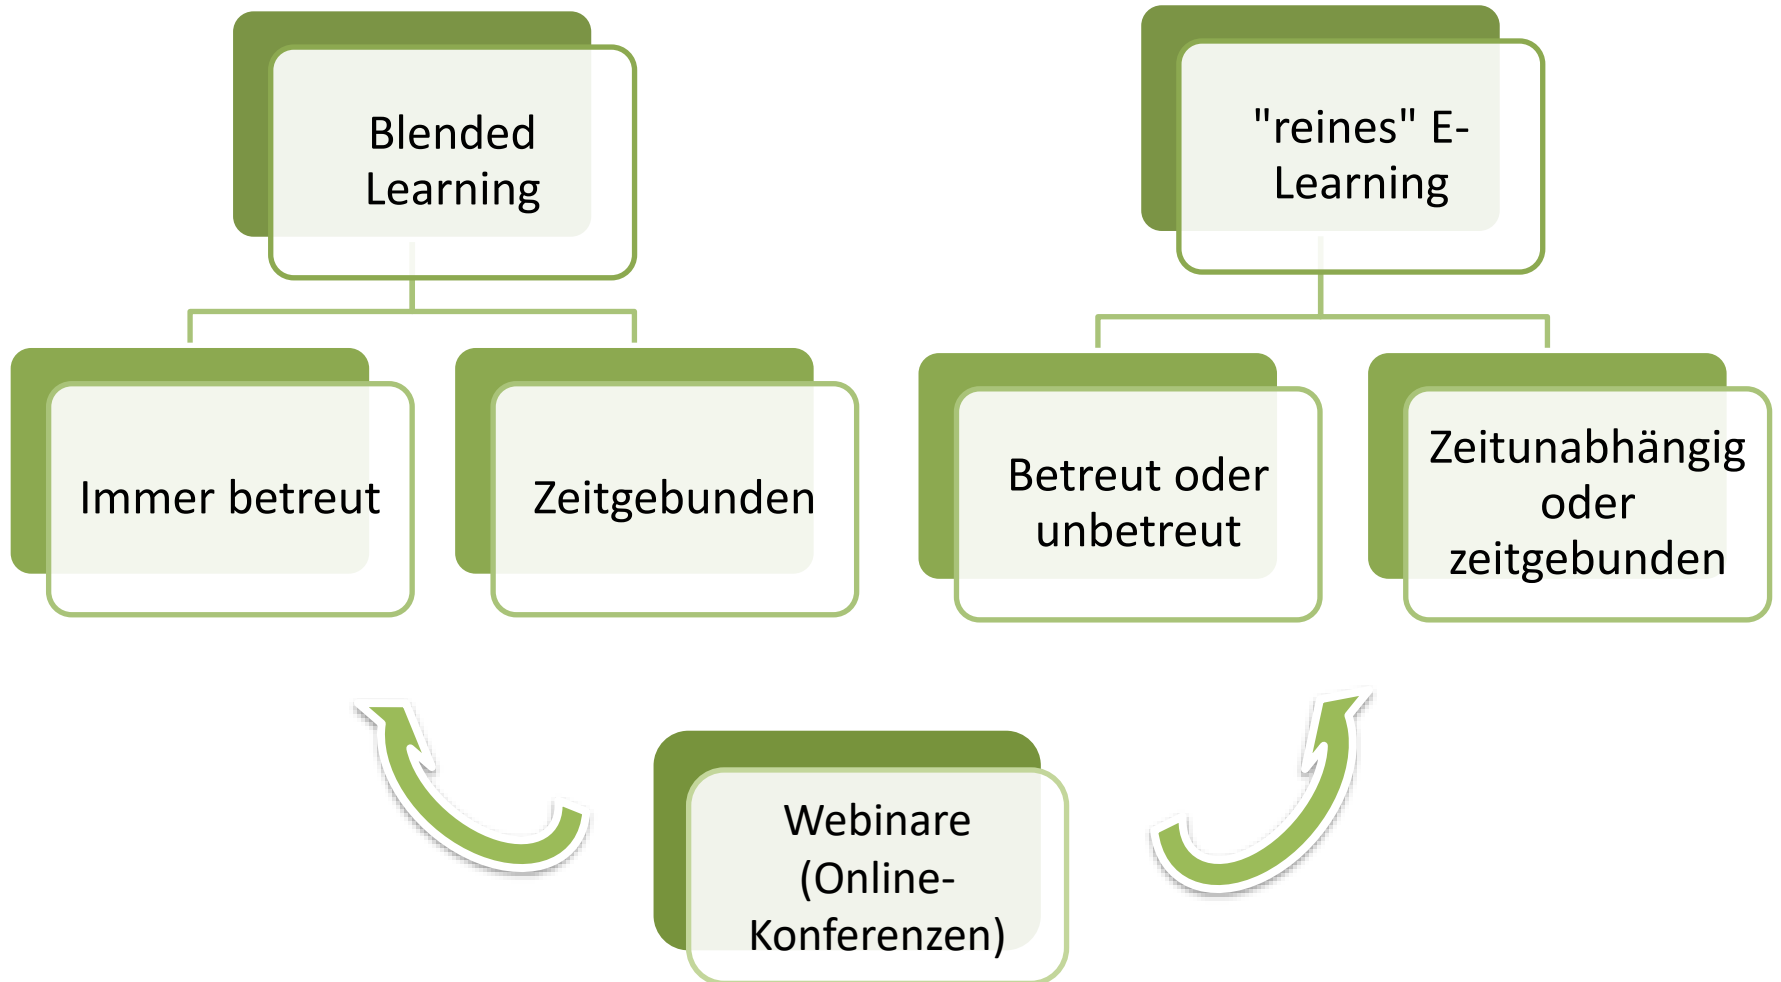 Blended
Learning
"reines" E-
Learning
Immer betreut
Zeitgebunden
Betreut oder
unbetreut
Zeitunabhängig
oder
zeitgebunden
Webinare
(Online-
Konferenzen)